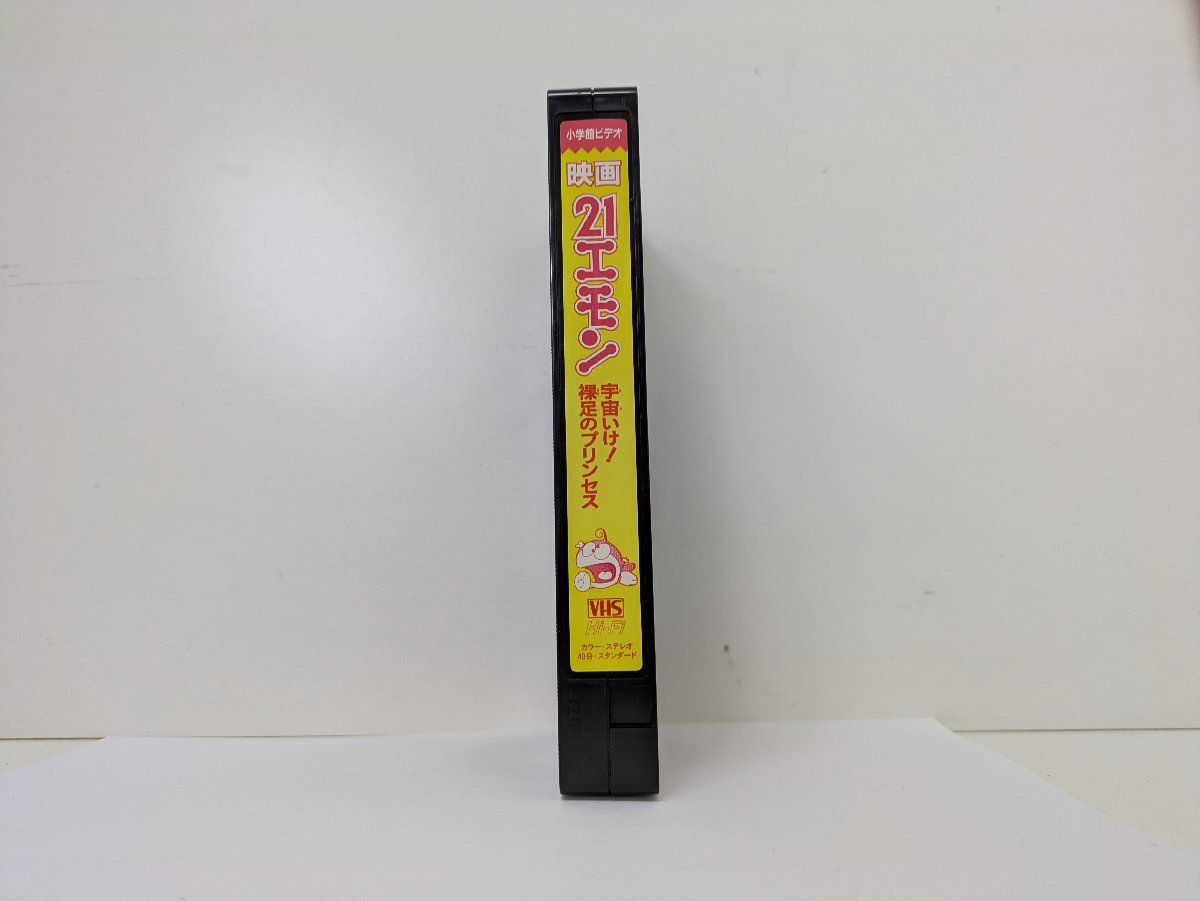 小学館ビデオ
映画
21エモン
宇宙いけ!
裸足のプリンセス
VHS
Hi-Fi
カラー・ステレオ
40分・スタンダード